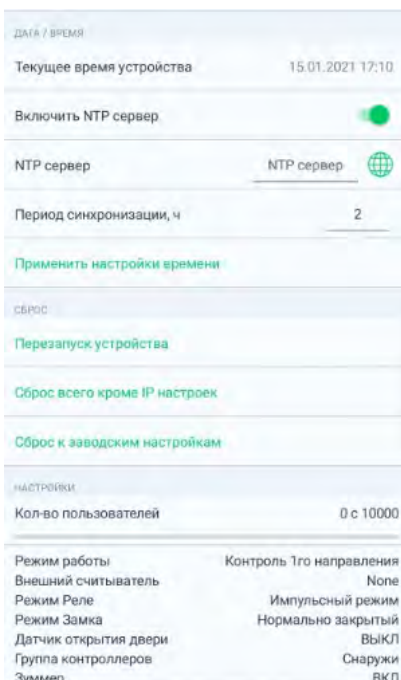 ДАТА / ВРЕМЯ
Текущее время устройства 15.01.2021 17:10
Включить NTP сервер
NTP сервер NTP сервер
Период синхронизации, ч 2
Применить настройки времени
СБРОС
Перезапуск устройства
Сброс всего кроме IP настроек
Сброс к заводским настройкам
НАСТРОЙКИ
Кол-во пользователей 0 с 10000
Режим работы Контроль 1го направления
Внешний считыватель None
Режим Реле Импульсный режим
Режим Замка Нормально закрытый
Датчик открытия двери ВЫКЛ
Группа контроллеров Снаружи
Зуммер ВКЛ